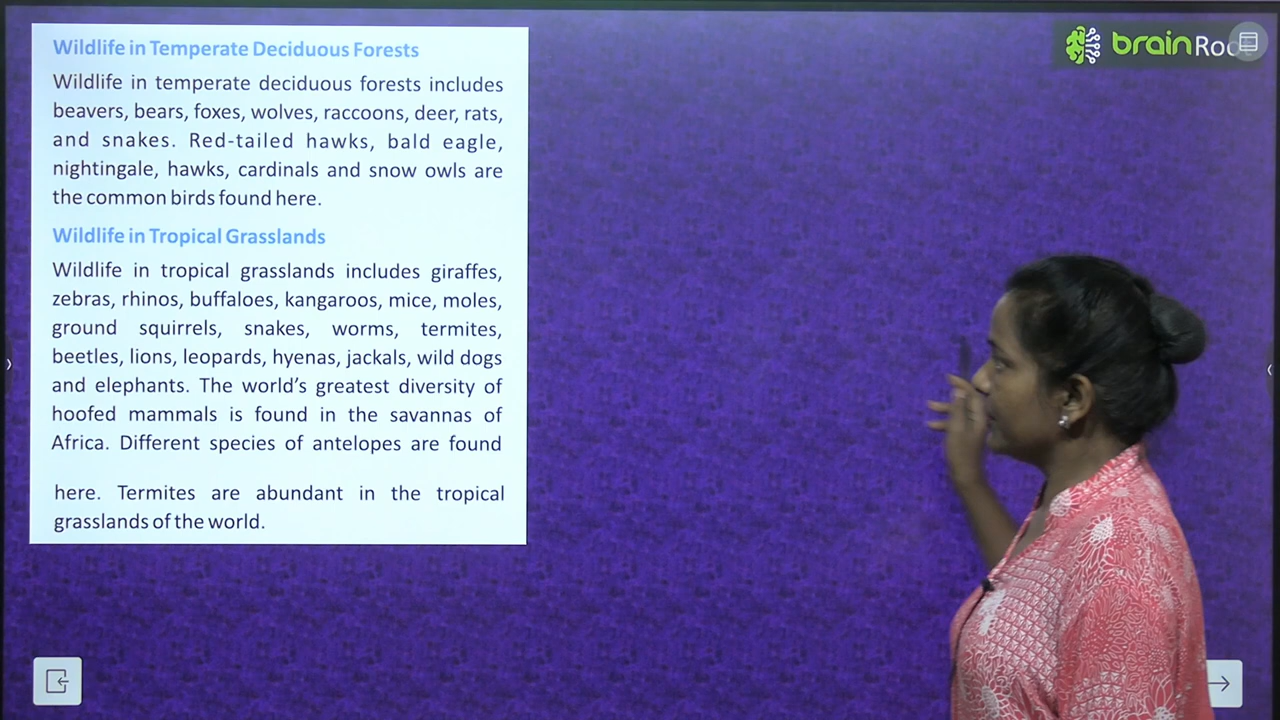 Wildlife in Temperate Deciduous Forests
Wildlife in temperate deciduous forests includes
beavers, bears, foxes, wolves, raccoons, deer, rats,
and snakes. Red-tailed hawks, bald eagle,
nightingale, hawks, cardinals and snow owls are
the common birds found here.
Wildlife in Tropical Grasslands
Wildlife in tropical grasslands includes giraffes,
zebras, rhinos, buffaloes, kangaroos, mice, moles,
ground squirrels, snakes, worms, termites,
beetles, lions, leopards, hyenas, jackals, wild dogs
and elephants. The world's greatest diversity of
hoofed mammals is found in the savannas of
Africa. Different species of antelopes are found
here. Termites are abundant in the tropical
grasslands of the world.
brain